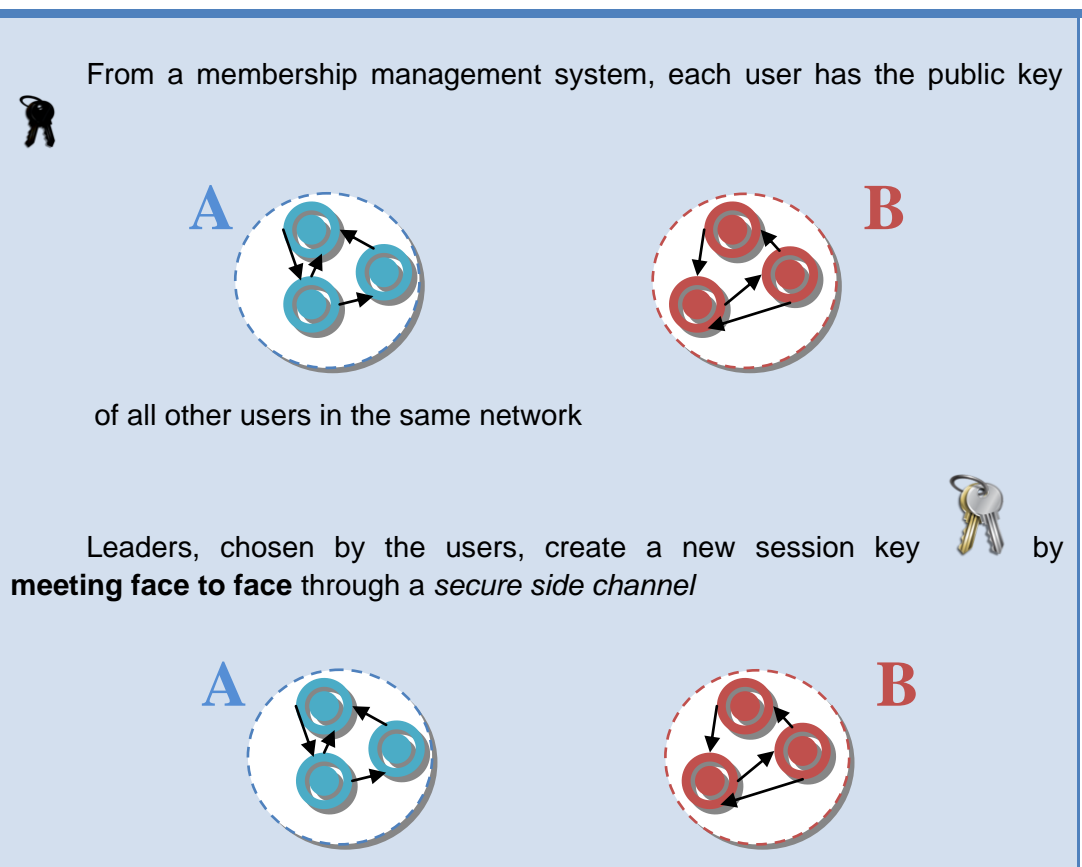 From a membership management system, each user has the public key
A B
of all other users in the same network
Leaders, chosen by the users, create a new session key by
meeting face to face through a secure side channel
A B